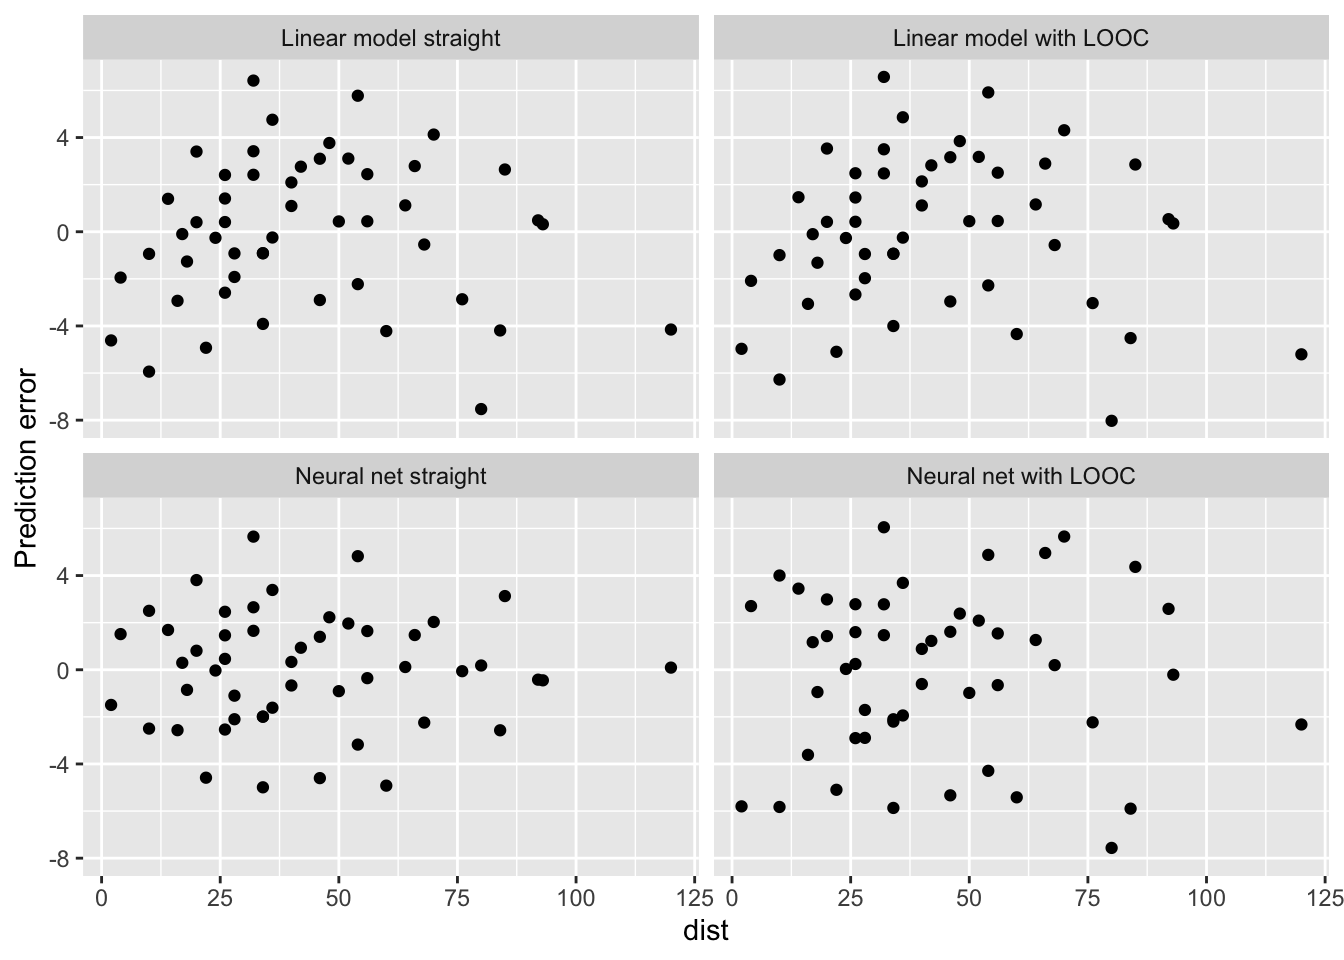 Linear model straight
Linear model with LOOC
4
0
-4
-8
Neural net straight
Neural net with LOOC
4
0
-4
-8
0 25 50 75 100 125
0 25 50 75 100 125
dist
Prediction error